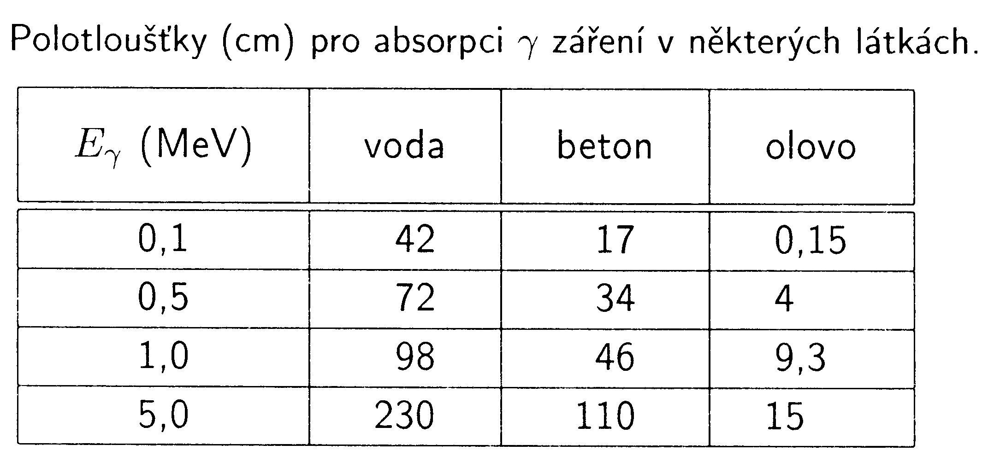 Polotloušťky (cm) pro absorpci γ záření v některých látkách.
E_γ (MeV) voda beton olovo
0,1 42 17 0,15
0,5 72 34 4
1,0 98 46 9,3
5,0 230 110 15